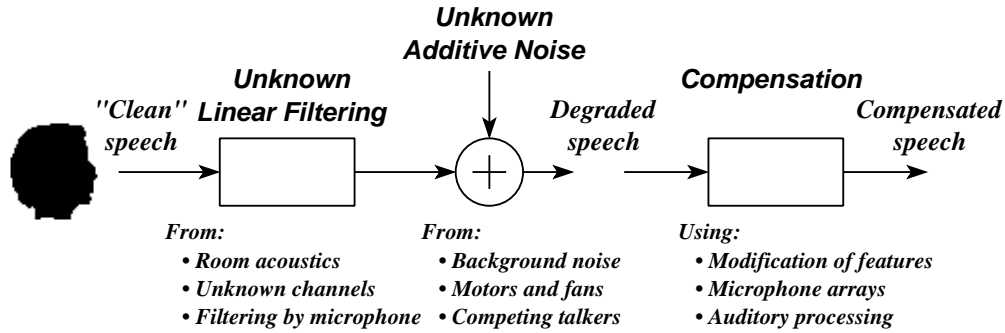 Unknown
Additive Noise
Unknown
Linear Filtering
Compensation
"Clean"
speech
Degraded
speech
Compensated
speech
+
From:
• Room acoustics
• Unknown channels
• Filtering by microphone
From:
• Background noise
• Motors and fans
• Competing talkers
Using:
• Modification of features
• Microphone arrays
• Auditory processing